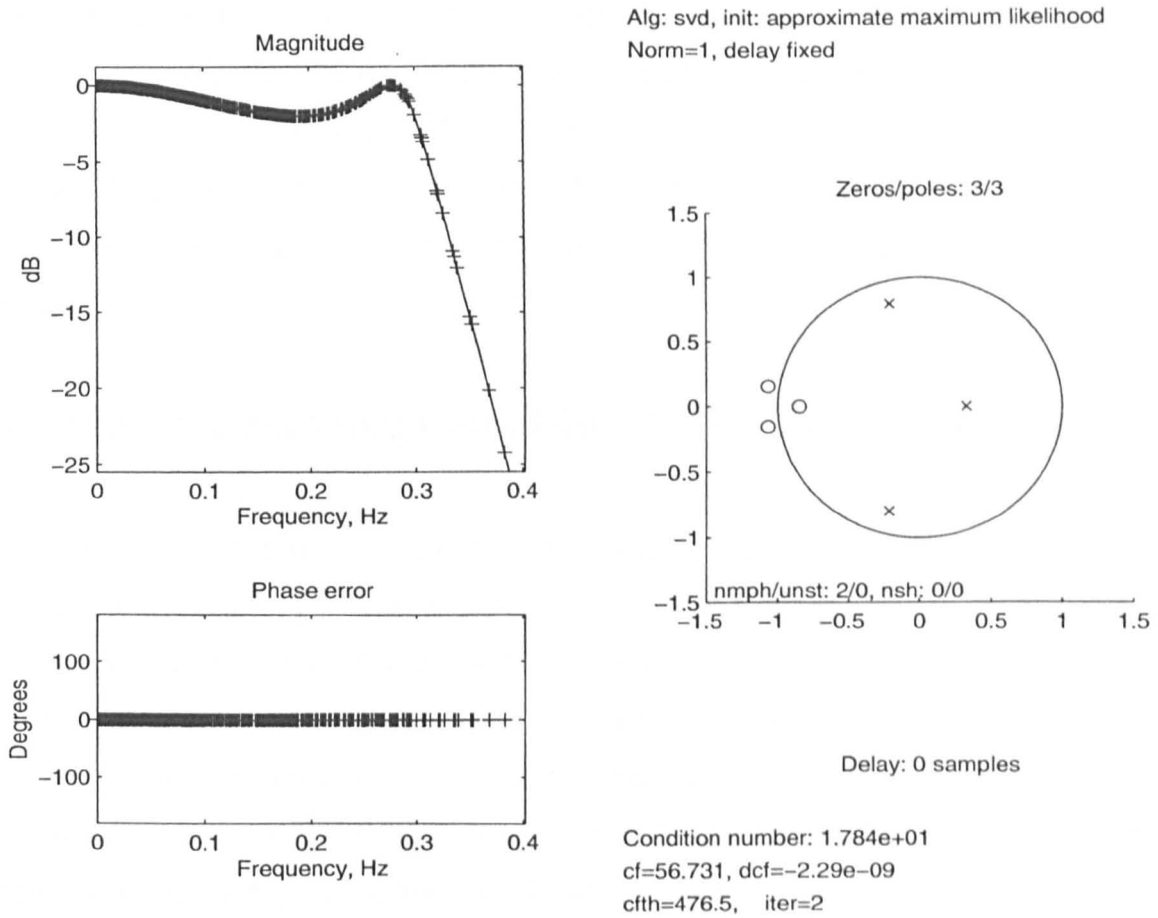 Magnitude
0
−5
−10
−15
−20
−25
dB
0 0.1 0.2 0.3 0.4
Frequency, Hz
Phase error
100
0
−100
Degrees
0 0.1 0.2 0.3 0.4
Frequency, Hz
Alg: svd, init: approximate maximum likelihood
Norm=1, delay fixed
Zeros/poles: 3/3
1.5
1
0.5
0
−0.5
−1
−1.5
nmph/unst: 2/0, nsh: 0/0
−1.5 −1 −0.5 0 0.5 1 1.5
Delay: 0 samples
Condition number: 1.784e+01
cf=56.731, dcf=−2.29e−09
cfth=476.5, iter=2